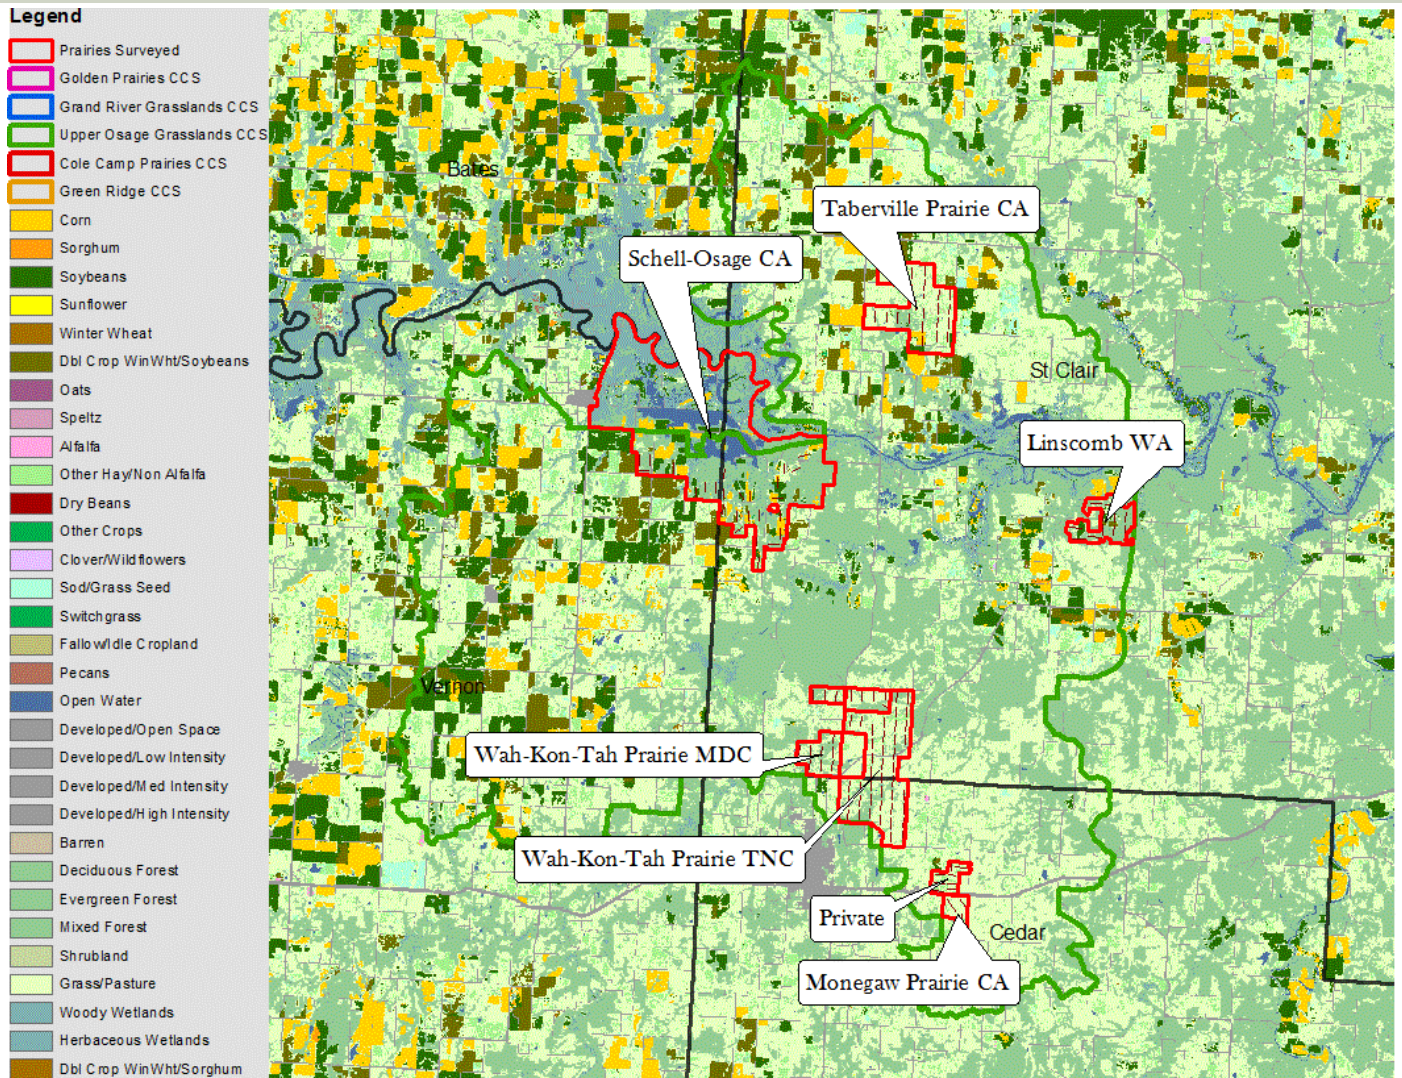 Legend
Prairies Surveyed
Golden Prairies CCS
Grand River Grasslands CCS
Upper Osage Grasslands CCS
Cole Camp Prairies CCS
Green Ridge CCS
Corn
Sorghum
Soybeans
Sunflower
Winter Wheat
Dbl Crop WinWht/Soybeans
Oats
Speltz
Alfalfa
Other Hay/Non Alfalfa
Dry Beans
Other Crops
Clover/Wildflowers
Sod/Grass Seed
Switchgrass
Fallow/Idle Cropland
Pecans
Open Water
Developed/Open Space
Developed/Low Intensity
Developed/Med Intensity
Developed/High Intensity
Barren
Deciduous Forest
Evergreen Forest
Mixed Forest
Shrubland
Grass/Pasture
Woody Wetlands
Herbaceous Wetlands
Dbl Crop WinWht/Sorghum
Bates
Taberville Prairie CA
Schell-Osage CA
St Clair
Linscomb WA
Vernon
Wah-Kon-Tah Prairie MDC
Wah-Kon-Tah Prairie TNC
Private
Cedar
Monegaw Prairie CA